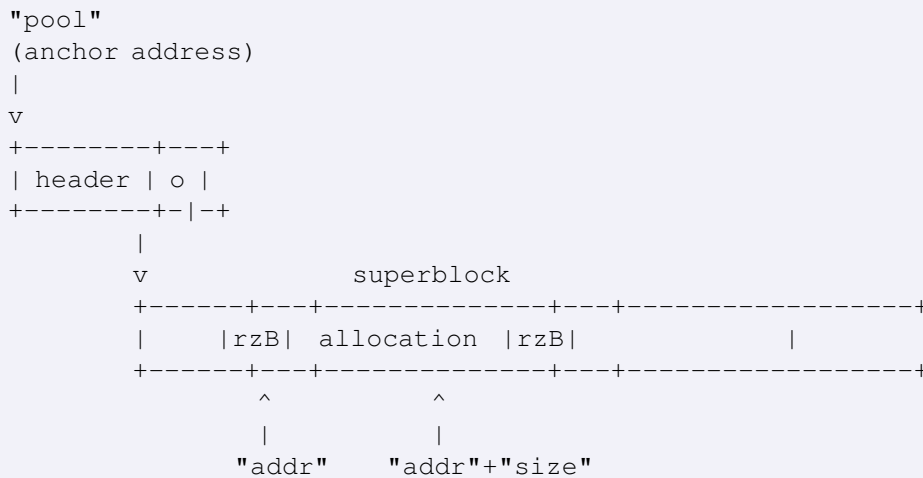 "pool"
(anchor address)
|
v
+--------+---+
| header | o |
+--------+-|-+
         |
         v               superblock
         +------+---+--------------+---+------------------+
         |      |rzB|  allocation  |rzB|                  |
         +------+---+--------------+---+------------------+
                 ^            ^
                 |            |
               "addr"     "addr"+"size"